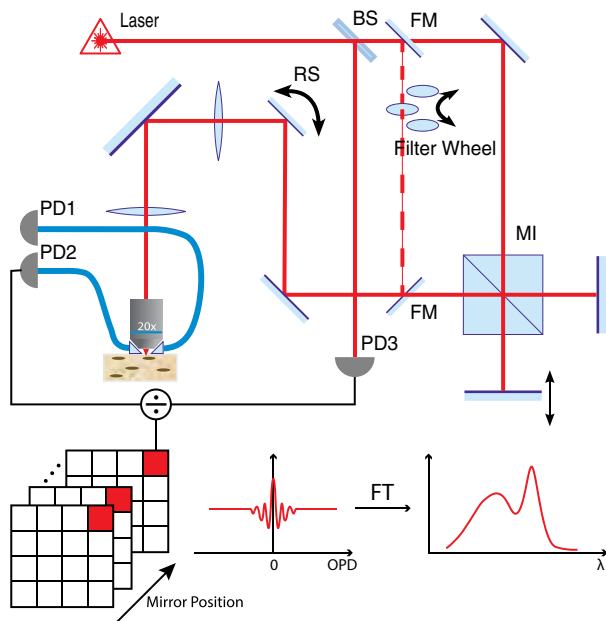 Laser
BS
FM
RS
Filter Wheel
PD1
PD2
MI
20x
FM
PD3
÷
FT
0
OPD
λ
Mirror Position